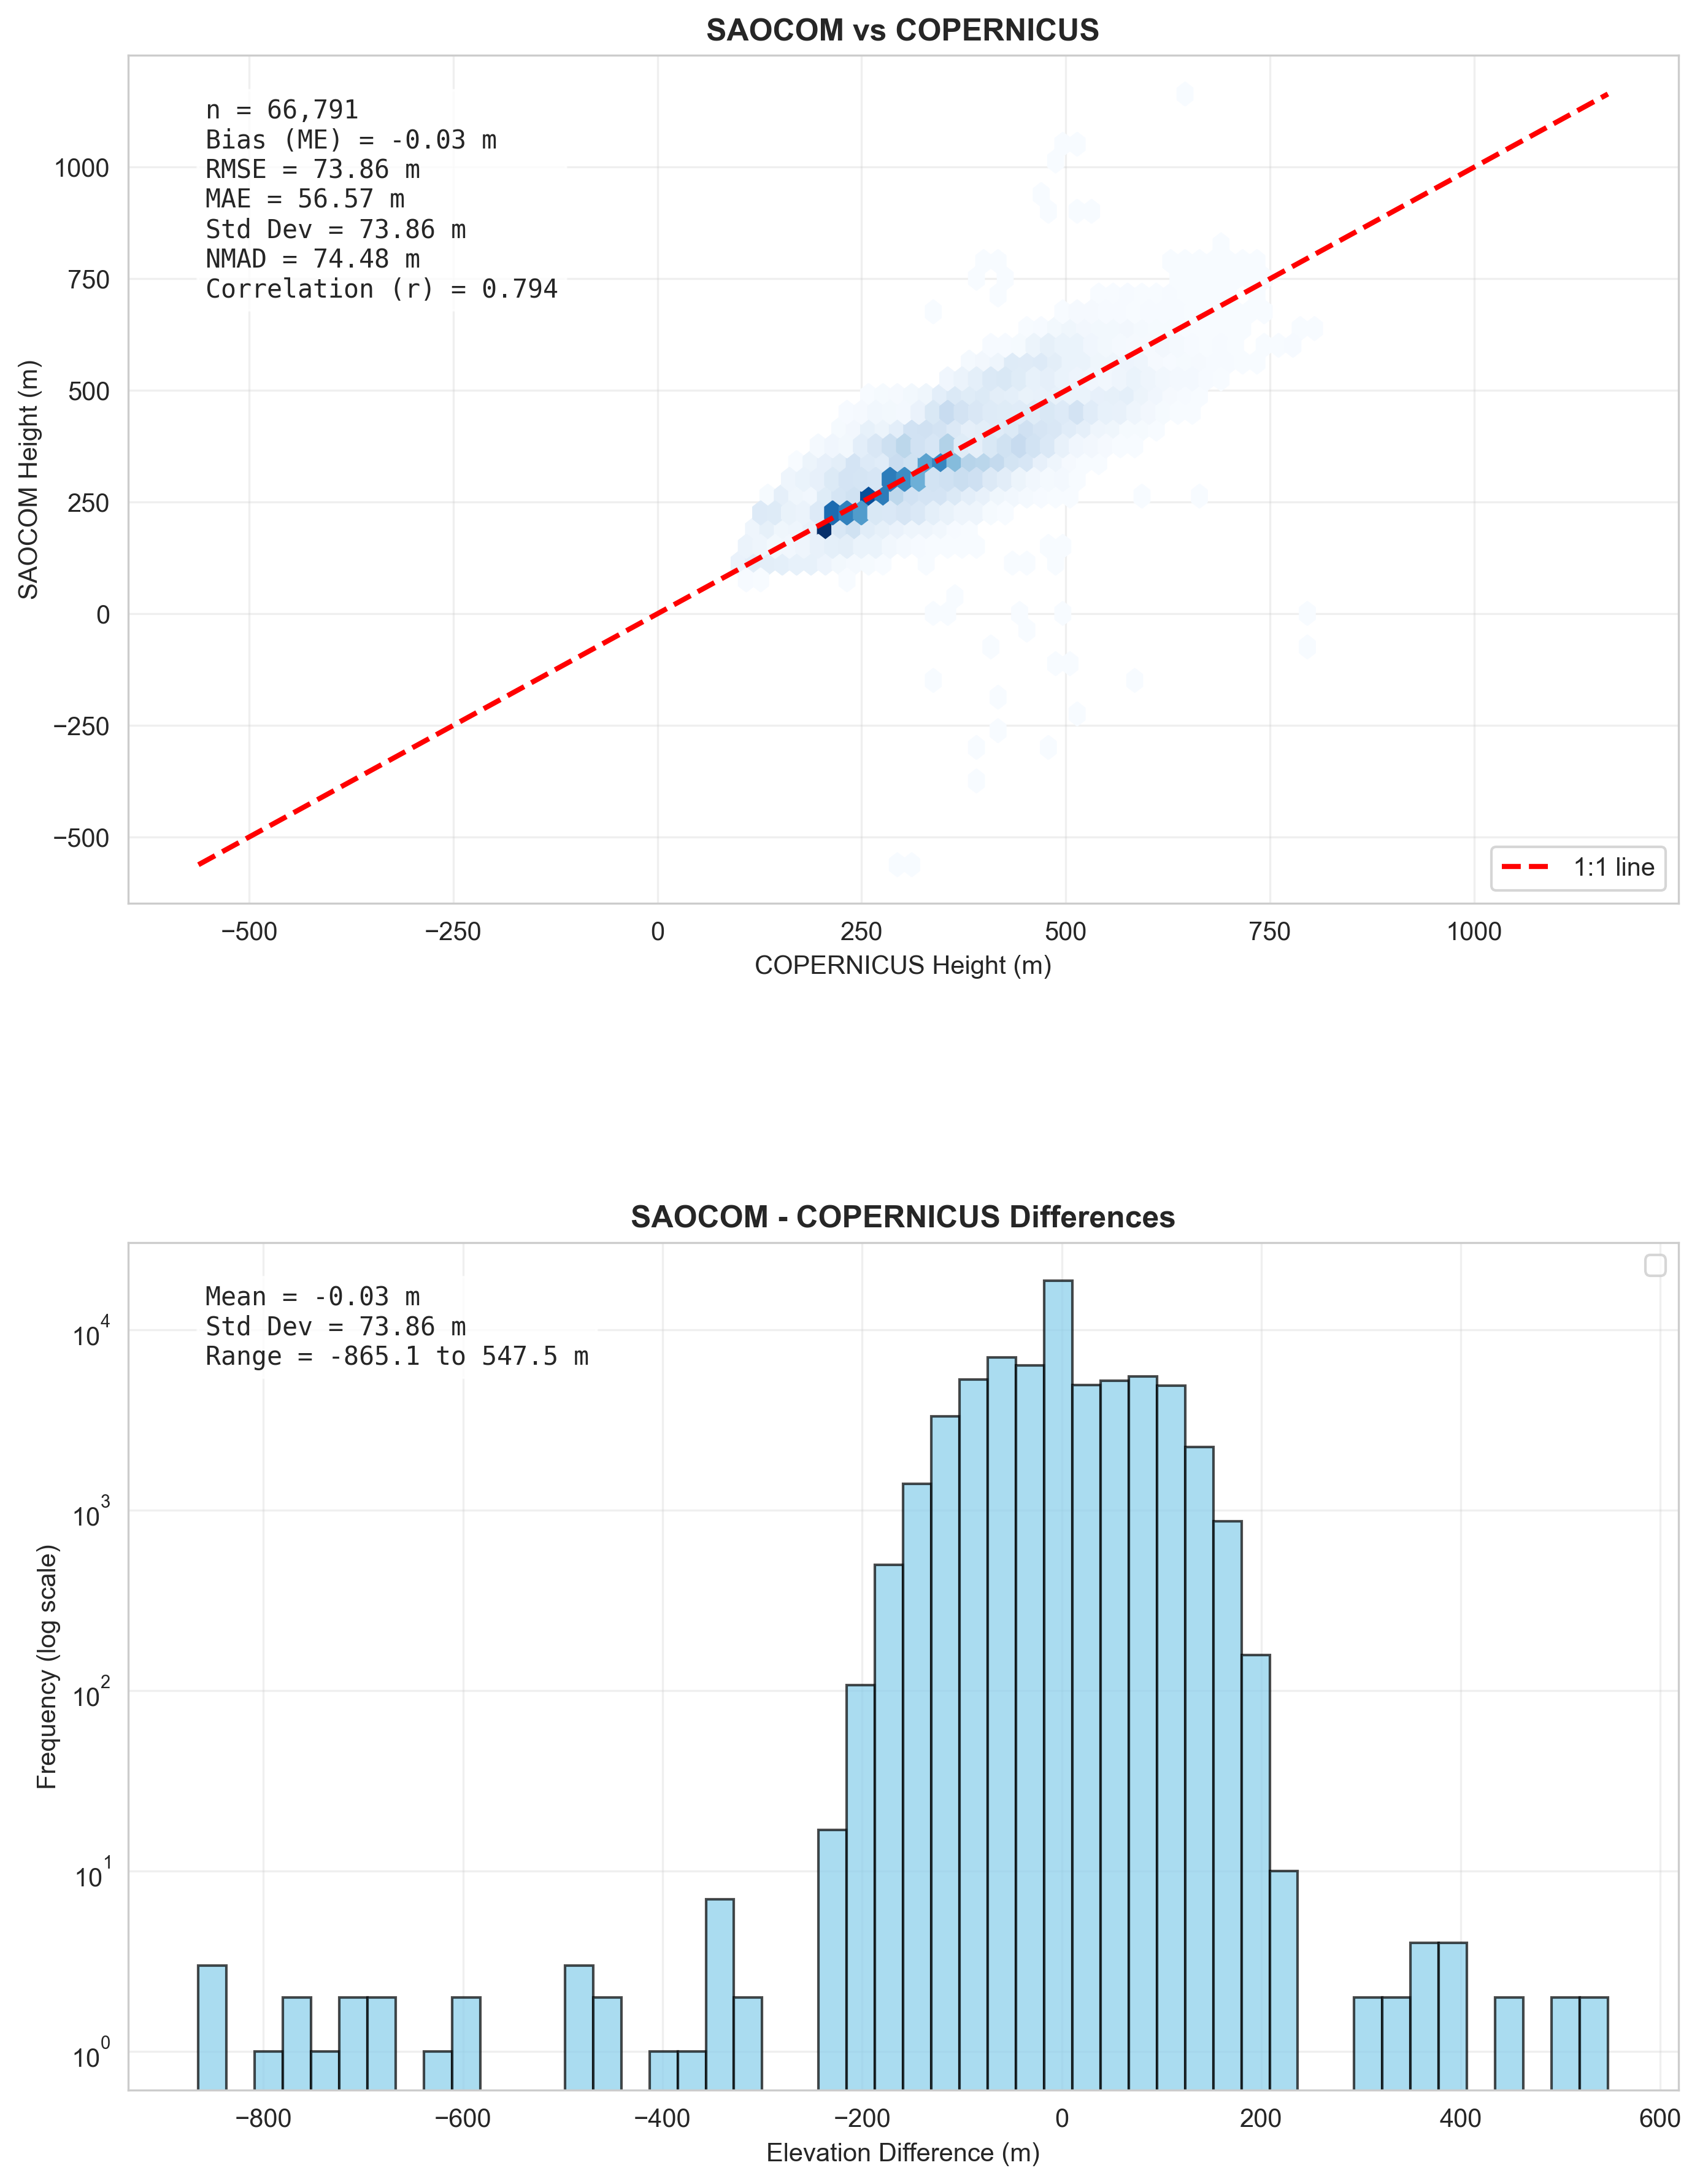 SAOCOM vs COPERNICUS
n = 66,791
Bias (ME) = -0.03 m
RMSE = 73.86 m
MAE = 56.57 m
Std Dev = 73.86 m
NMAD = 74.48 m
Correlation (r) = 0.794
1000
750
500
250
0
−250
−500
SAOCOM Height (m)
1:1 line
−500 −250 0 250 500 750 1000
COPERNICUS Height (m)
SAOCOM - COPERNICUS Differences
Mean = -0.03 m
Std Dev = 73.86 m
Range = -865.1 to 547.5 m
10⁴
10³
10²
10¹
10⁰
Frequency (log scale)
−800 −600 −400 −200 0 200 400 600
Elevation Difference (m)